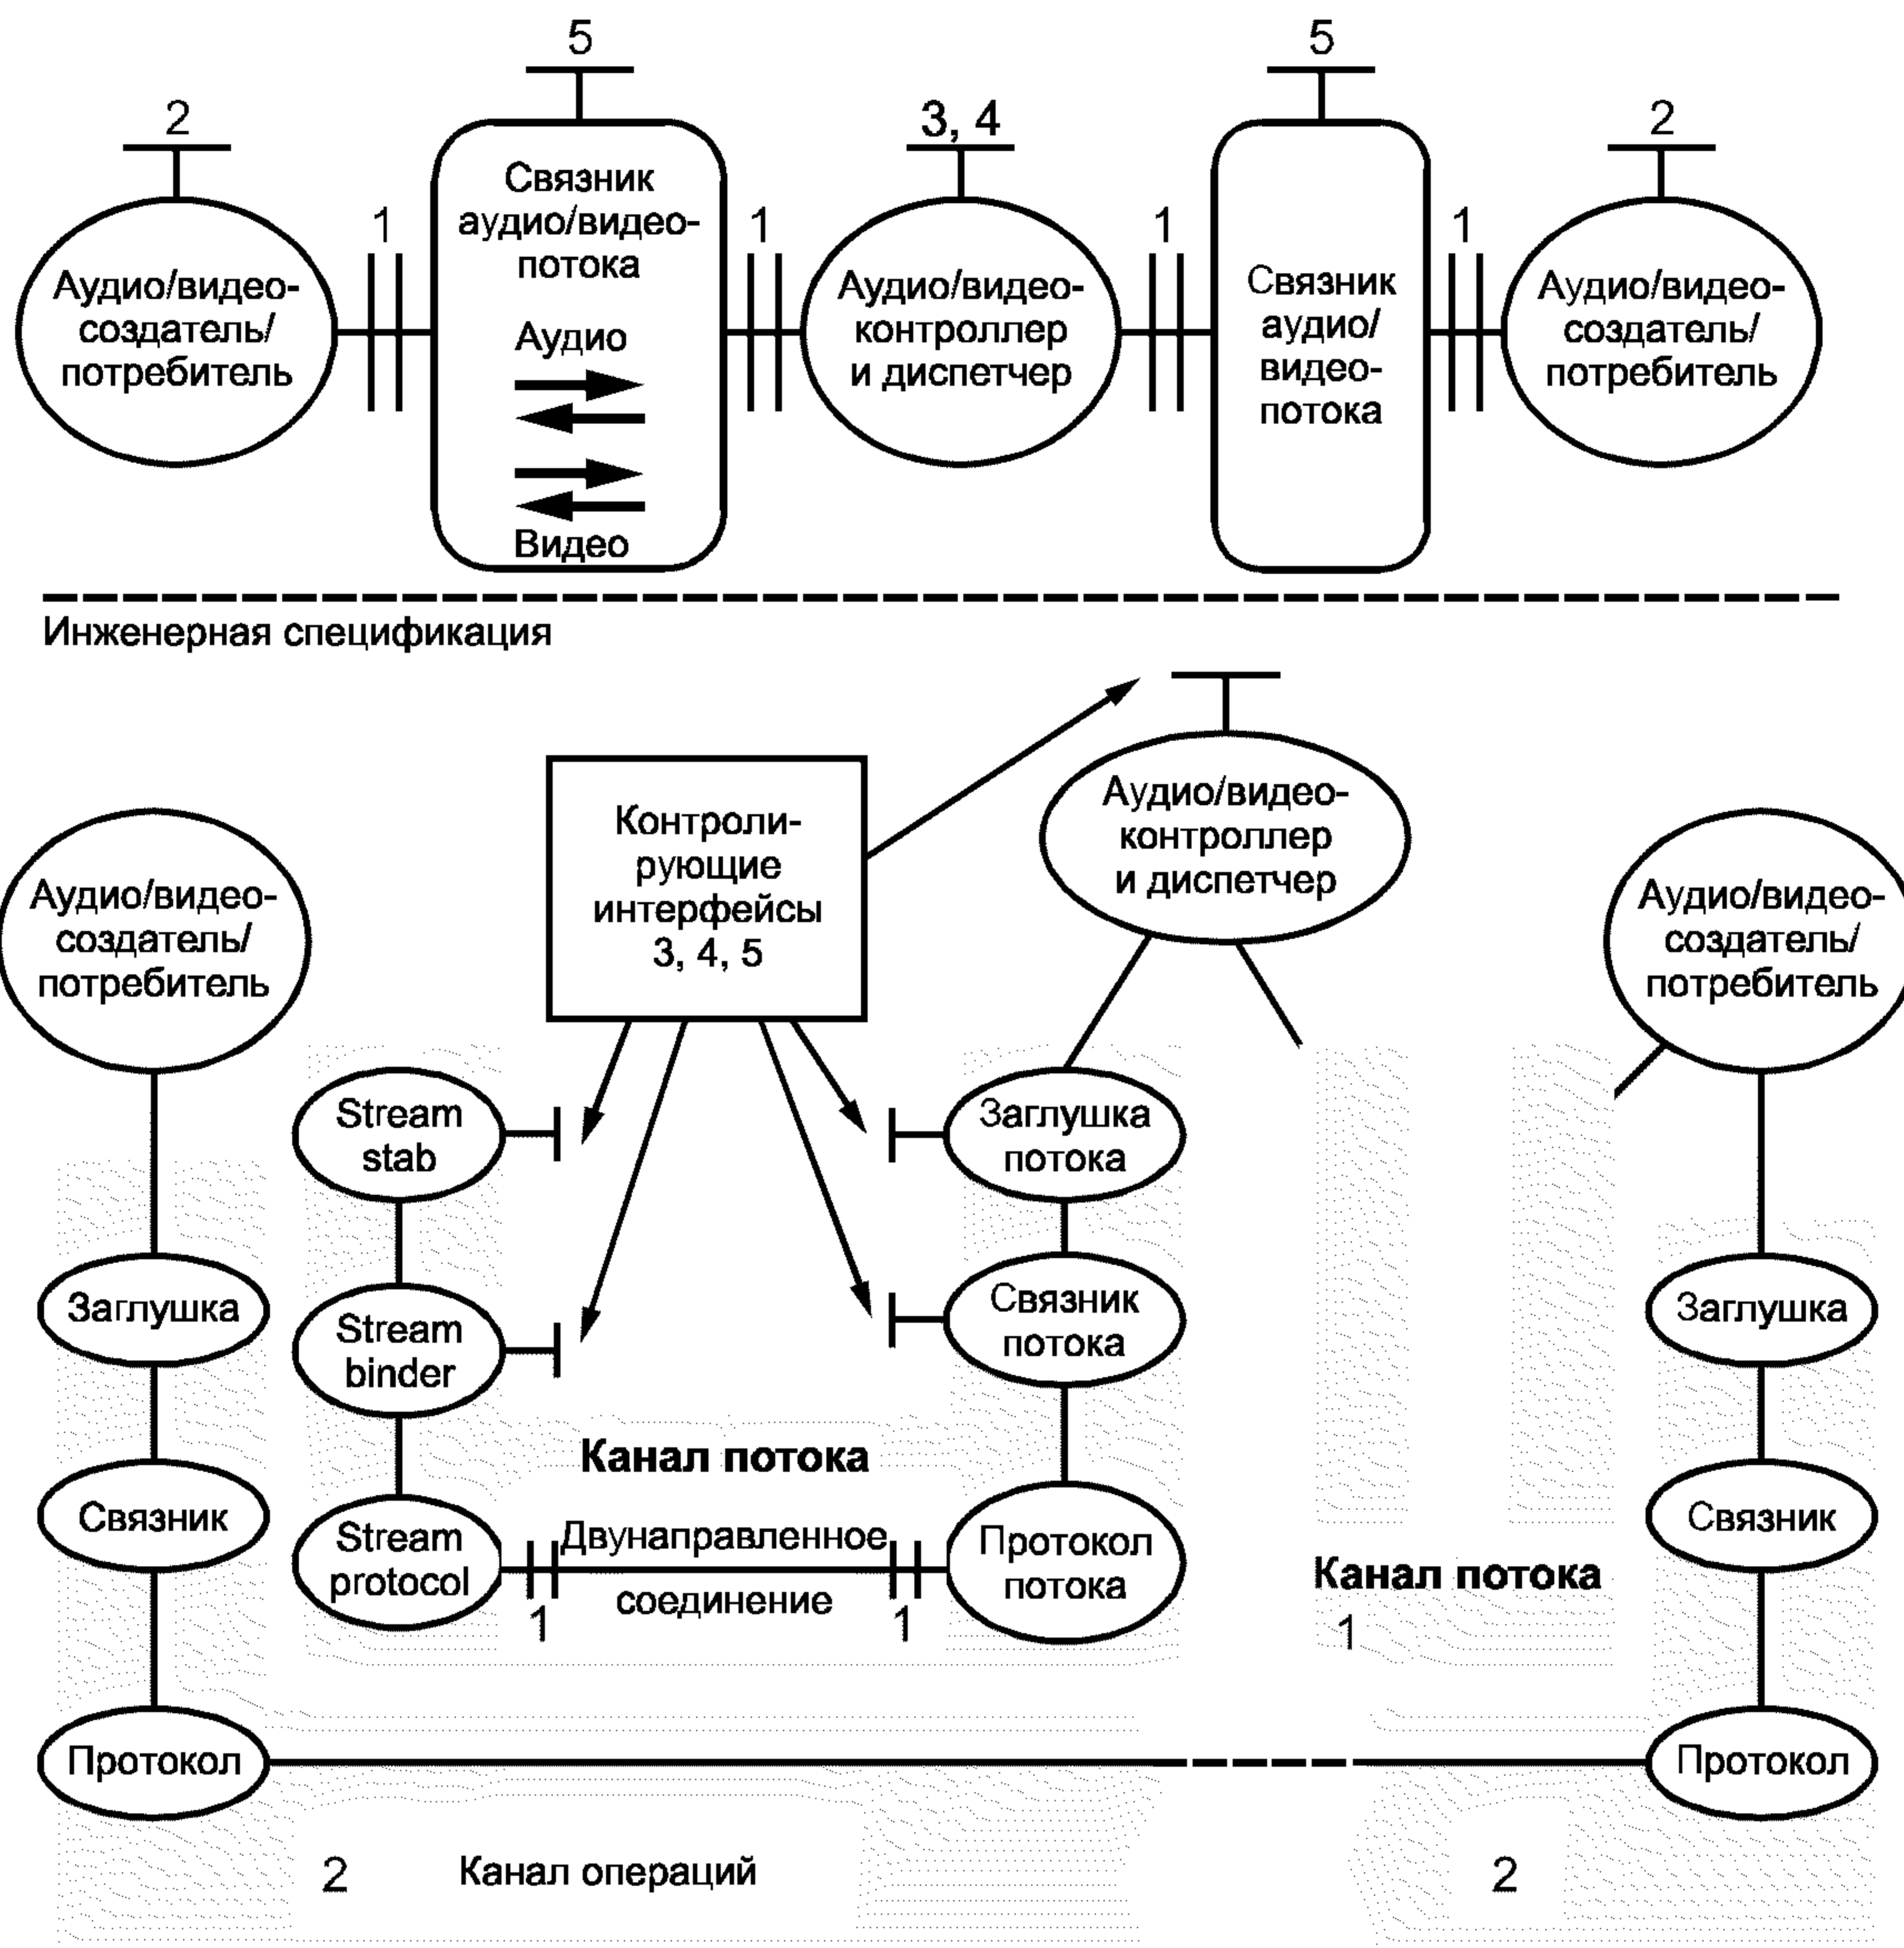 5
5
2
3, 4
2
1
1
1
1
Аудио/видео-
создатель/
потребитель
Связник
аудио/видео-
потока
Аудио
Видео
Аудио/видео-
контроллер
и диспетчер
Связник
аудио/
видео-
потока
Аудио/видео-
создатель/
потребитель
Инженерная спецификация
Аудио/видео-
создатель/
потребитель
Контроли-
рующие
интерфейсы
3, 4, 5
Аудио/видео-
контроллер
и диспетчер
Аудио/видео-
создатель/
потребитель
Stream
stab
Заглушка
потока
Заглушка
Stream
binder
Связник
потока
Заглушка
Канал потока
Связник
Stream
protocol
Двунаправленное
соединение
1
1
Протокол
потока
Канал потока
1
Связник
Протокол
Протокол
2
Канал операций
2